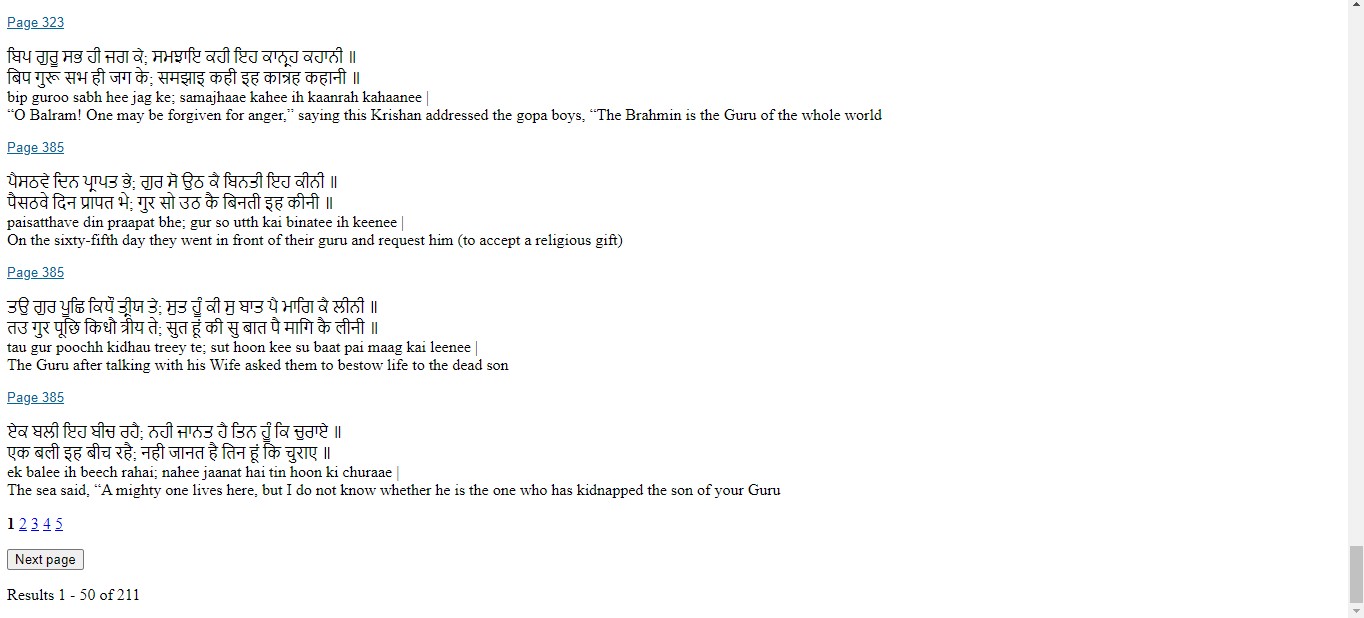 Page 323
ਬਿਪ ਗੁਰੂ ਸਭ ਹੀ ਜਗ ਕੇ; ਸਮਝਾਇ ਕਹੀ ਇਹ ਕਾਨ੍ਰਹ ਕਹਾਨੀ ॥
बिप गुरू सभ ही जग के; समझाइ कही इह कान्रह कहानी ॥
bip guroo sabh hee jag ke; samajhaae kahee ih kaanrah kahaanee |
“O Balram! One may be forgiven for anger,” saying this Krishan addressed the gopa boys, “The Brahmin is the Guru of the whole world
Page 385
ਪੈਸਠਵੇ ਦਿਨ ਪ੍ਰਾਪਤ ਭੇ; ਗੁਰ ਸੋ ਉਠ ਕੈ ਬਿਨਤੀ ਇਹ ਕੀਨੀ ॥
पैसठवे दिन प्रापत भे; गुर सो उठ कै बिनती इह कीनी ॥
paisatthave din praapat bhe; gur so utth kai binatee ih keenee |
On the sixty-fifth day they went in front of their guru and request him (to accept a religious gift)
Page 385
ਤਉ ਗੁਰ ਪੂਛਿ ਕਿਧੌ ਤ੍ਰੀਯ ਤੇ; ਸੁਤ ਹੂੰ ਕੀ ਸੁ ਬਾਤ ਪੈ ਮਾਗਿ ਕੈ ਲੀਨੀ ॥
तउ गुर पूछि किधौ त्रीय ते; सुत हूं की सु बात पै मागि कै लीनी ॥
tau gur poochh kidhau treey te; sut hoon kee su baat pai maag kai leenee |
The Guru after talking with his Wife asked them to bestow life to the dead son
Page 385
ਏਕ ਬਲੀ ਇਹ ਬੀਚ ਰਹੈ; ਨਹੀ ਜਾਨਤ ਹੈ ਤਿਨ ਹੂੰ ਕਿ ਚੁਰਾਏ ॥
एक बली इह बीच रहै; नही जानत है तिन हूं कि चुराए ॥
ek balee ih beech rahai; nahee jaanat hai tin hoon ki churaae |
The sea said, “A mighty one lives here, but I do not know whether he is the one who has kidnapped the son of your Guru
1 2 3 4 5
Next page
Results 1 - 50 of 211